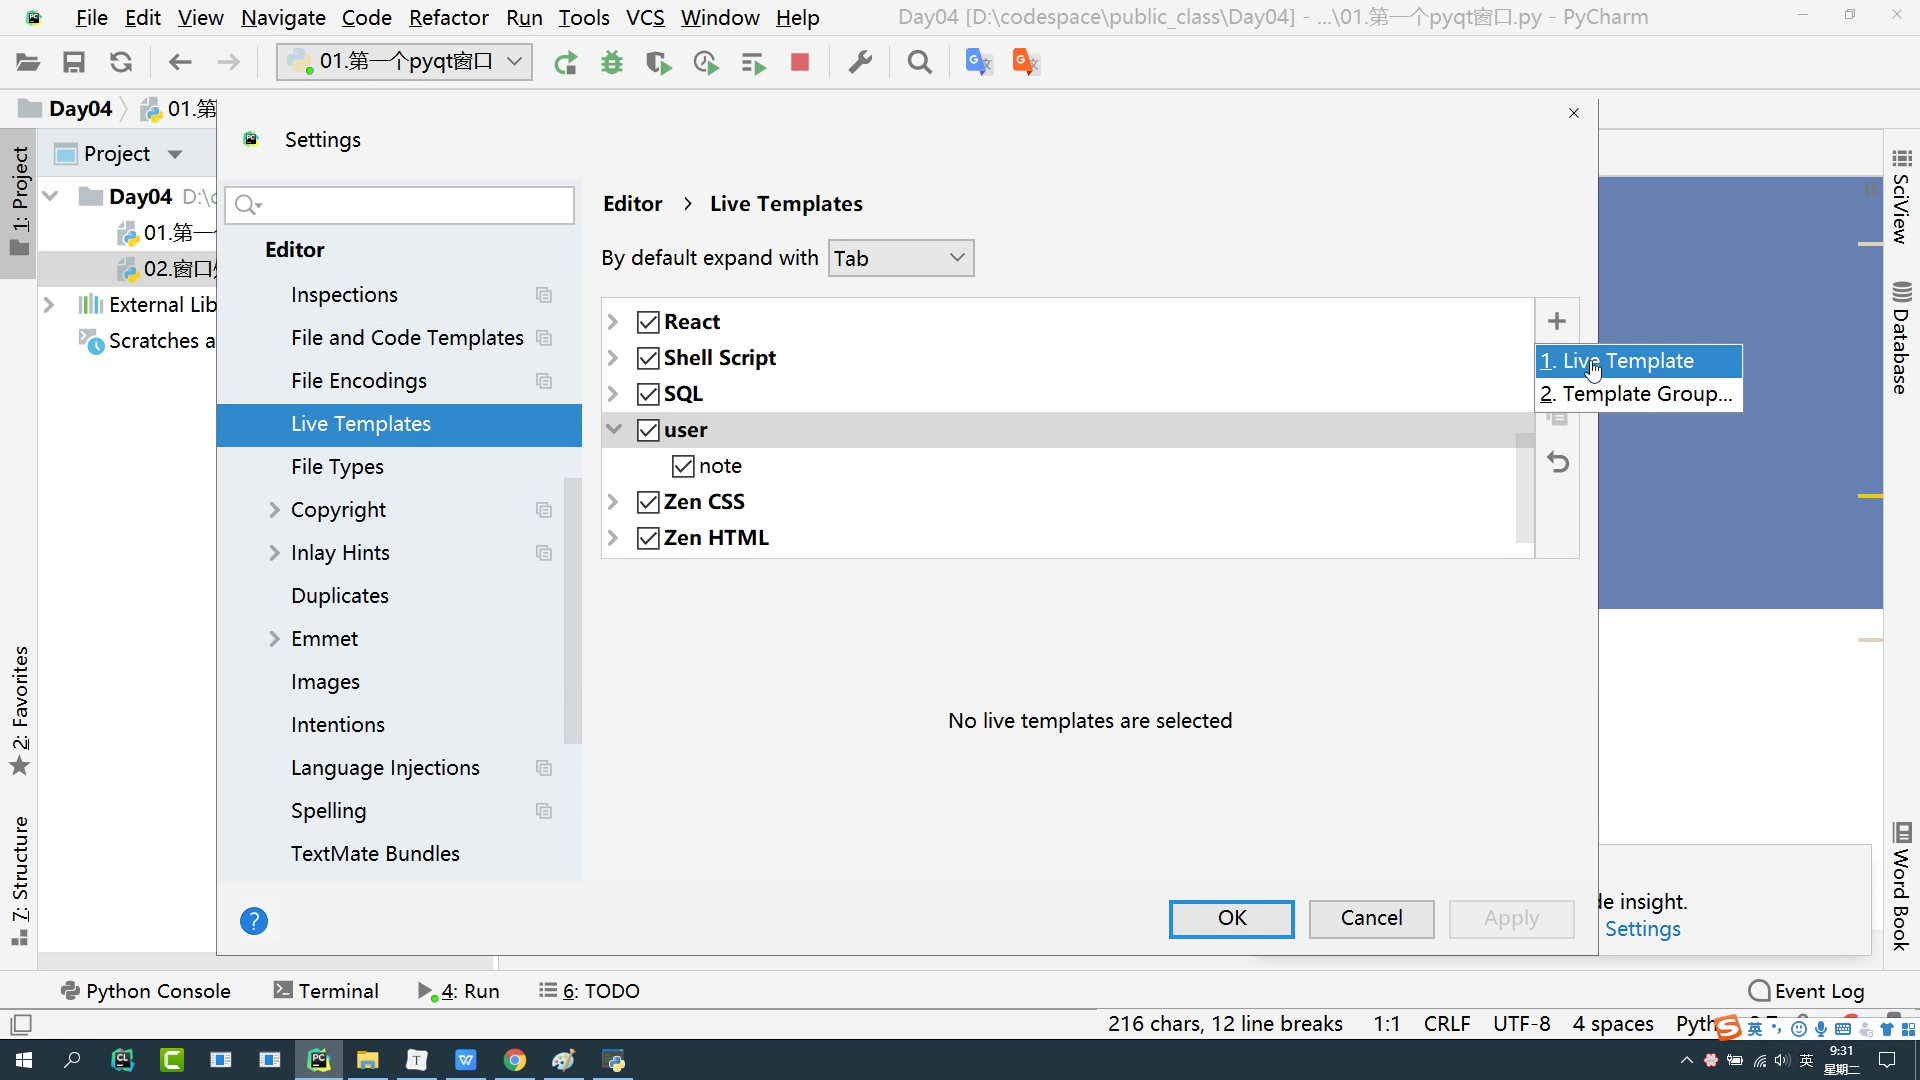 File Edit View Navigate Code Refactor Run Tools VCS Window Help
Day04 [D:\codespace\public_class\Day04] - ...\01.第一个pyqt窗口.py - PyCharm
01.第一个pyqt窗口
Day04
01.第
Settings
1: Project
Project
Day04 D:\c
01.第一
02.窗口
External Lib
Scratches a
Editor
Inspections
File and Code Templates
File Encodings
Live Templates
File Types
Copyright
Inlay Hints
Duplicates
Emmet
Images
Intentions
Language Injections
Spelling
TextMate Bundles
Editor > Live Templates
By default expand with Tab
React
Shell Script
SQL
user
note
Zen CSS
Zen HTML
1. Live Template
2. Template Group...
No live templates are selected
OK
Cancel
Apply
de insight.
Settings
SciView
Database
Word Book
2: Favorites
7: Structure
Python Console
Terminal
4: Run
6: TODO
Event Log
216 chars, 12 line breaks 1:1 CRLF UTF-8 4 spaces Pyth
英
英
9:31
星期二